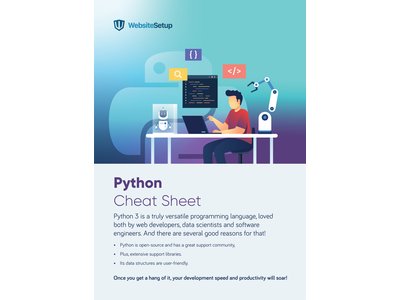 WebsiteSetup
{ }
</>
Python
Cheat Sheet
Python 3 is a truly versatile programming language, loved
both by web developers, data scientists and software
engineers. And there are several good reasons for that!
• Python is open-source and has a great support community,
• Plus, extensive support libraries.
• Its data structures are user-friendly.
Once you get a hang of it, your development speed and productivity will soar!